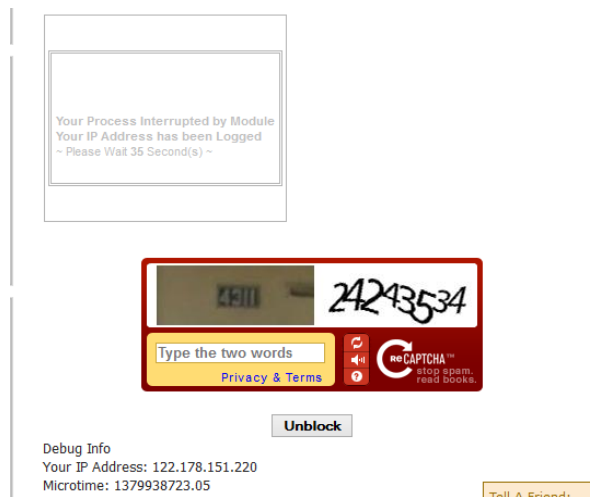 Your Process Interrupted by Module
Your IP Address has been Logged
~ Please Wait 35 Second(s) ~
24243534
Type the two words
Privacy & Terms
reCAPTCHA™
stop spam.
read books.
Unblock
Debug Info
Your IP Address: 122.178.151.220
Microtime: 1379938723.05
Tell A Friend: